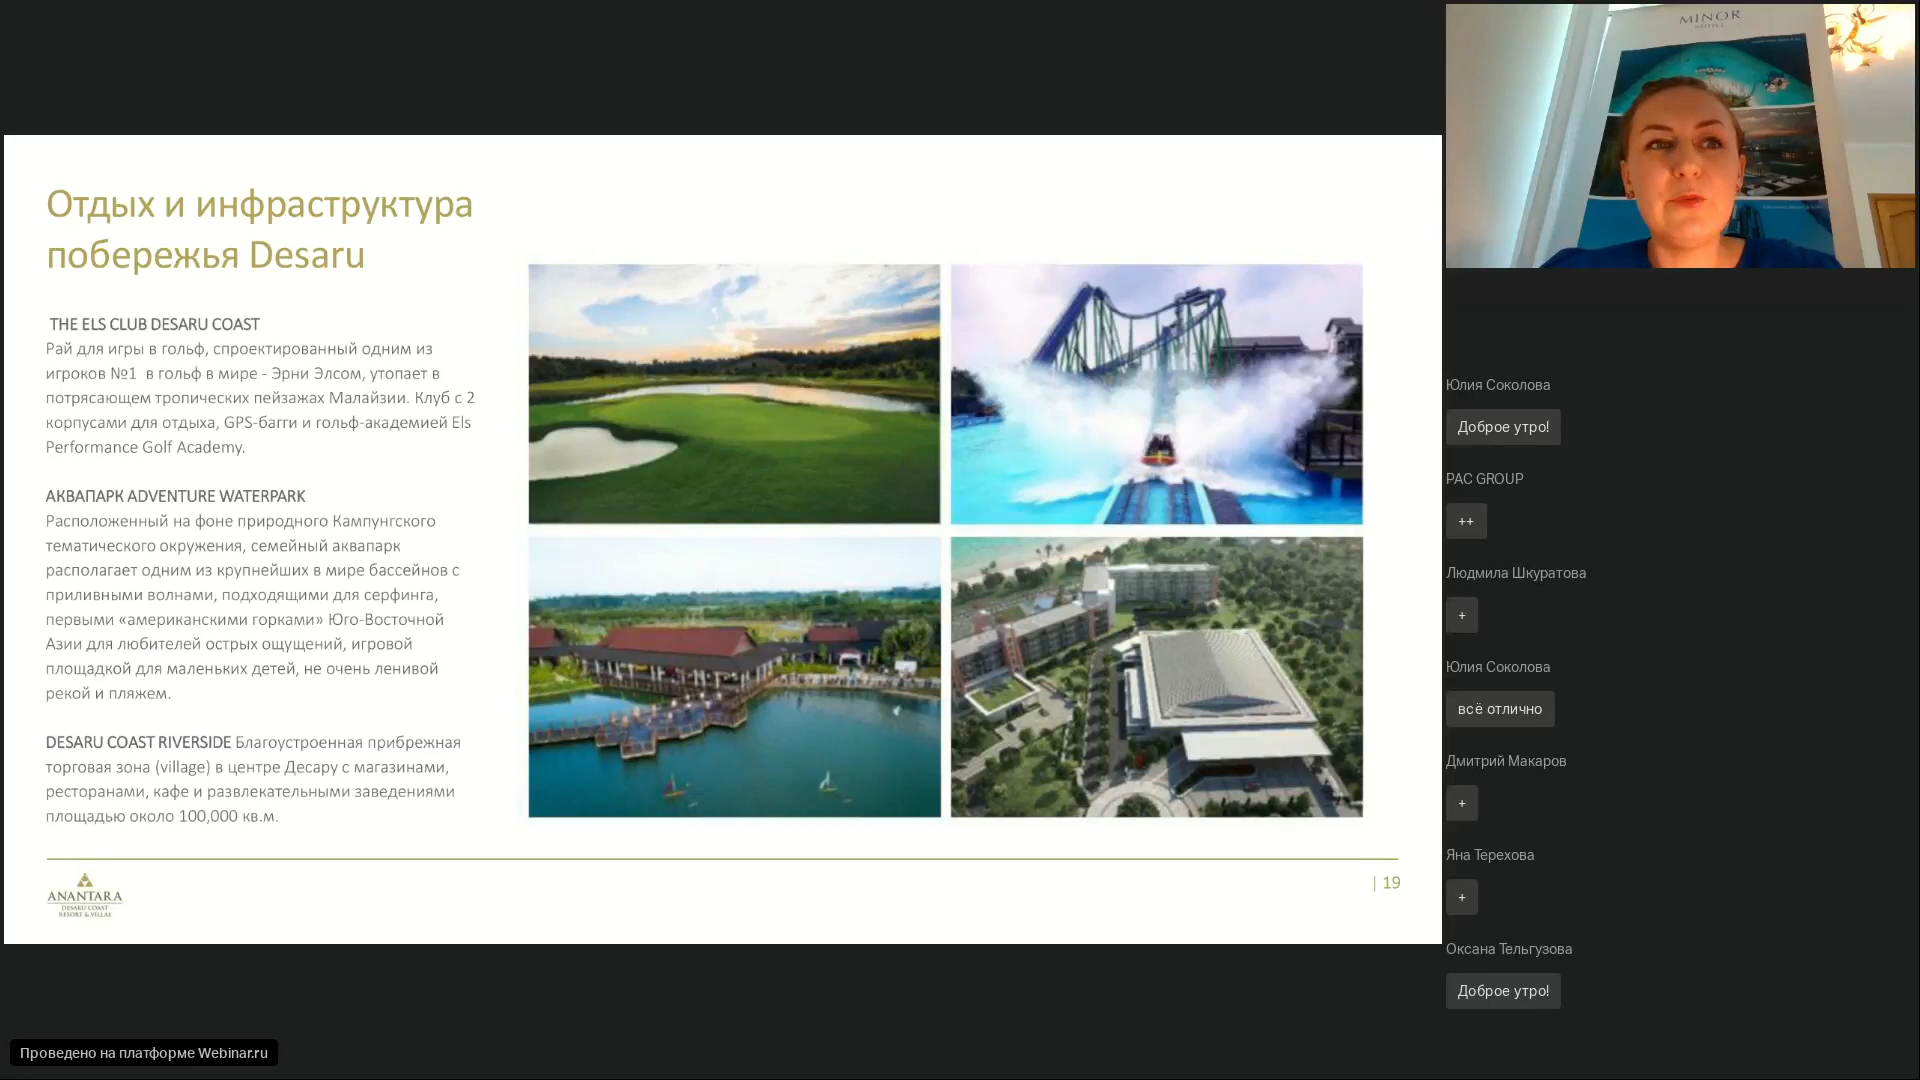 Отдых и инфраструктура
побережья Desaru
THE ELS CLUB DESARU COAST
Рай для игры в гольф, спроектированный одним из
игроков №1 в гольф в мире - Эрни Элсом, утопает в
потрясающем тропических пейзажах Малайзии. Клуб с 2
корпусами для отдыха, GPS-багги и гольф-академией Els
Performance Golf Academy.
АКВАПАРК ADVENTURE WATERPARK
Расположенный на фоне природного Кампунгского
тематического окружения, семейный аквапарк
располагает одним из крупнейших в мире бассейнов с
приливными волнами, подходящими для серфинга,
первыми «американскими горками» Юго-Восточной
Азии для любителей острых ощущений, игровой
площадкой для маленьких детей, не очень ленивой
рекой и пляжем.
DESARU COAST RIVERSIDE Благоустроенная прибрежная
торговая зона (village) в центре Десару с магазинами,
ресторанами, кафе и развлекательными заведениями
площадью около 100,000 кв.м.
ANANTARA
DESARU COAST
RESORT & VILLAS
| 19
Проведено на платформе Webinar.ru
MINOR
HOTELS
Юлия Соколова
Доброе утро!
PAC GROUP
++
Людмила Шкуратова
+
Юлия Соколова
всё отлично
Дмитрий Макаров
+
Яна Терехова
+
Оксана Тельгузова
Доброе утро!